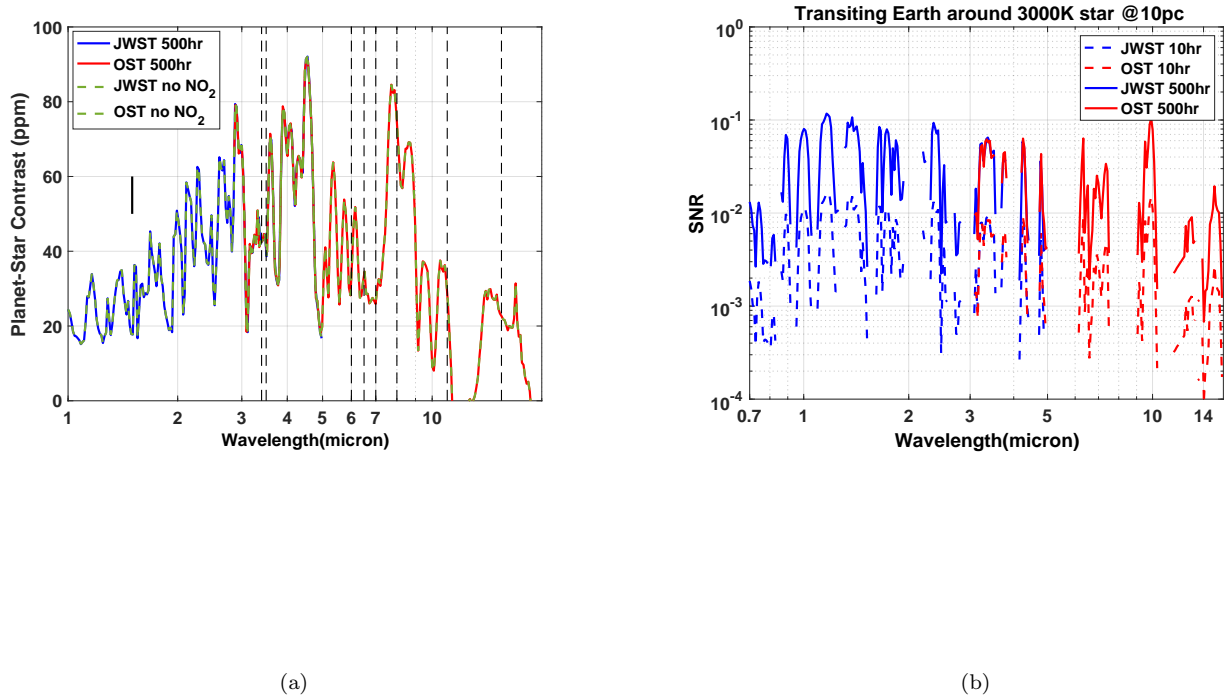 100
80
60
40
20
0
Planet-Star Contrast (ppm)
JWST 500hr
OST 500hr
JWST no NO2
OST no NO2
1 2 3 4 5 6 7 10
Wavelength(micron)
(a)
Transiting Earth around 3000K star @10pc
10^0
10^-1
10^-2
10^-3
10^-4
SNR
JWST 10hr
OST 10hr
JWST 500hr
OST 500hr
0.7 1 2 3 5 10 14
Wavelength(micron)
(b)